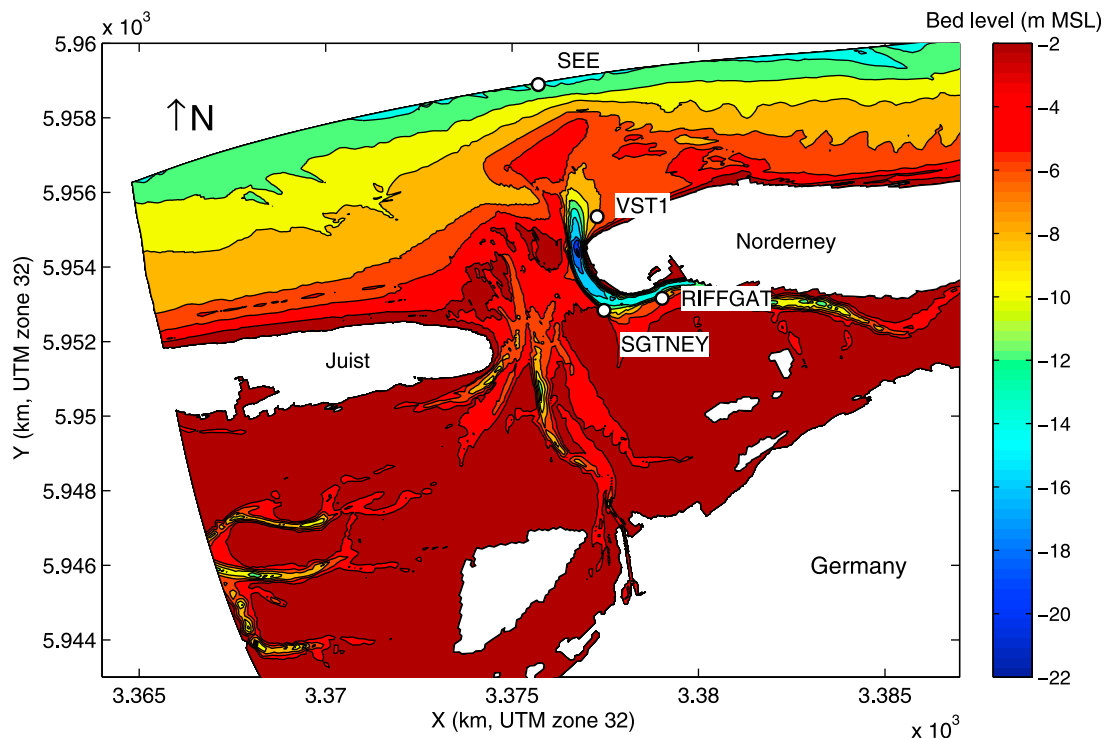 Bed level (m MSL)
x 10³
5.96
5.958
5.956
5.954
5.952
5.95
5.948
5.946
5.944
Y (km, UTM zone 32)
↑N
SEE
VST1
Norderney
RIFFGAT
SGTNEY
Juist
Germany
3.365
3.37
3.375
3.38
3.385
X (km, UTM zone 32)
x 10³
−2
−4
−6
−8
−10
−12
−14
−16
−18
−20
−22